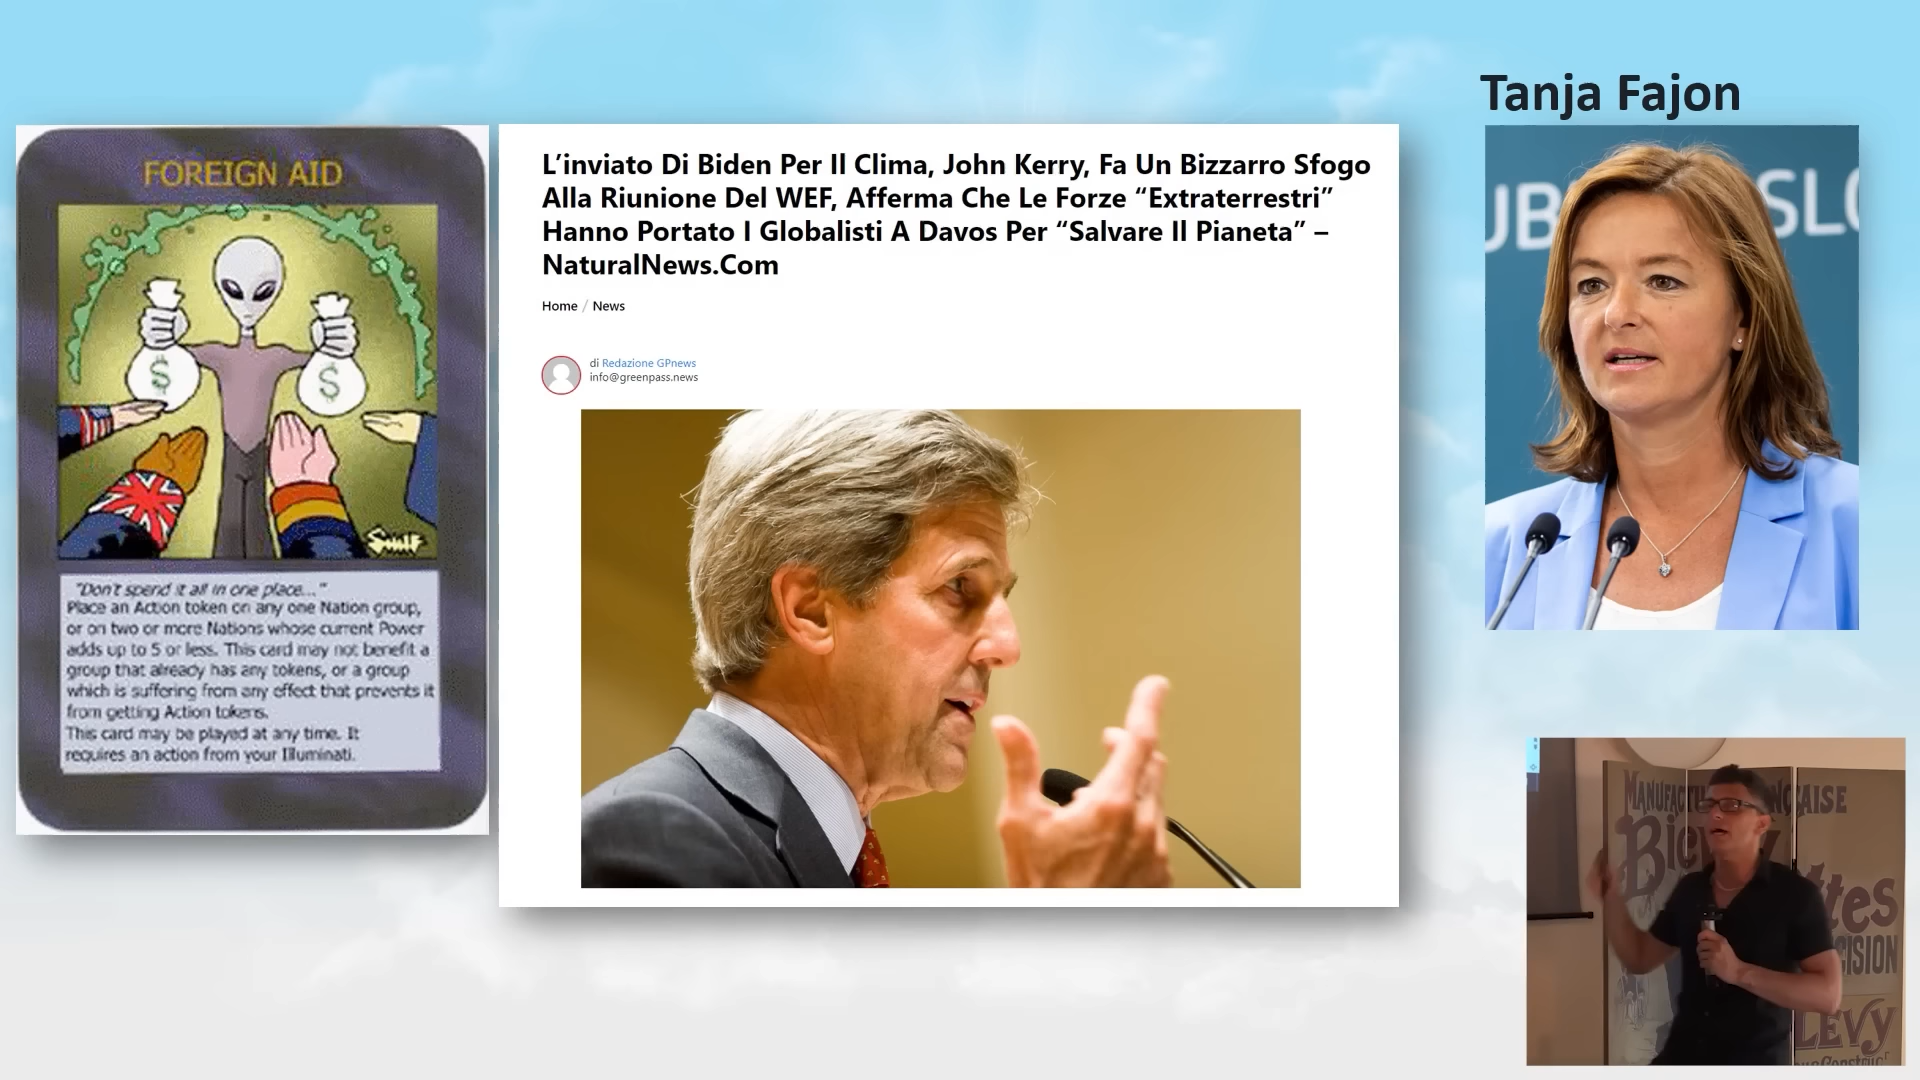 FOREIGN AID
"Don't spend it all in one place..."
Place an Action token on any one Nation group,
or on two or more Nations whose current Power
adds up to 5 or less. This card may not benefit a
group that already has any tokens, or a group
which is suffering from any effect that prevents it
from getting Action tokens.
This card may be played at any time. It
requires an action from your Illuminati.
$
$
L’inviato Di Biden Per Il Clima, John Kerry, Fa Un Bizzarro Sfogo
Alla Riunione Del WEF, Afferma Che Le Forze “Extraterrestri”
Hanno Portato I Globalisti A Davos Per “Salvare Il Pianeta” –
NaturalNews.Com
Home / News
di Redazione GPnews
info@greenpass.news
Tanja Fajon
LEVY